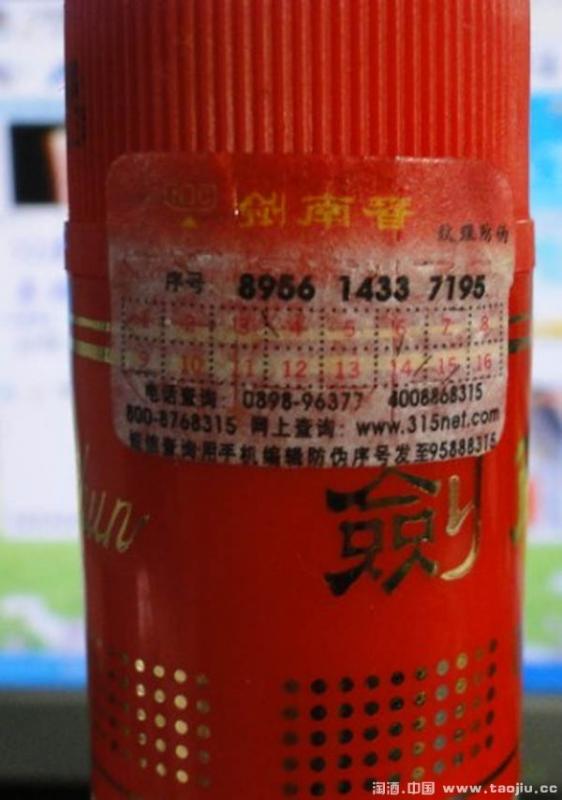 剑南春
纹理防伪
序号 8956 1433 7195
1 2 3 4 5 6 7 8
9 10 11 12 13 14 15 16
电话查询: 0898-96377 4008868315
800-8768315 网上查询: www.315net.com
短信查询用手机编辑防伪序号发至95888315
劍
un
淘酒.中国 www.taojiu.cc